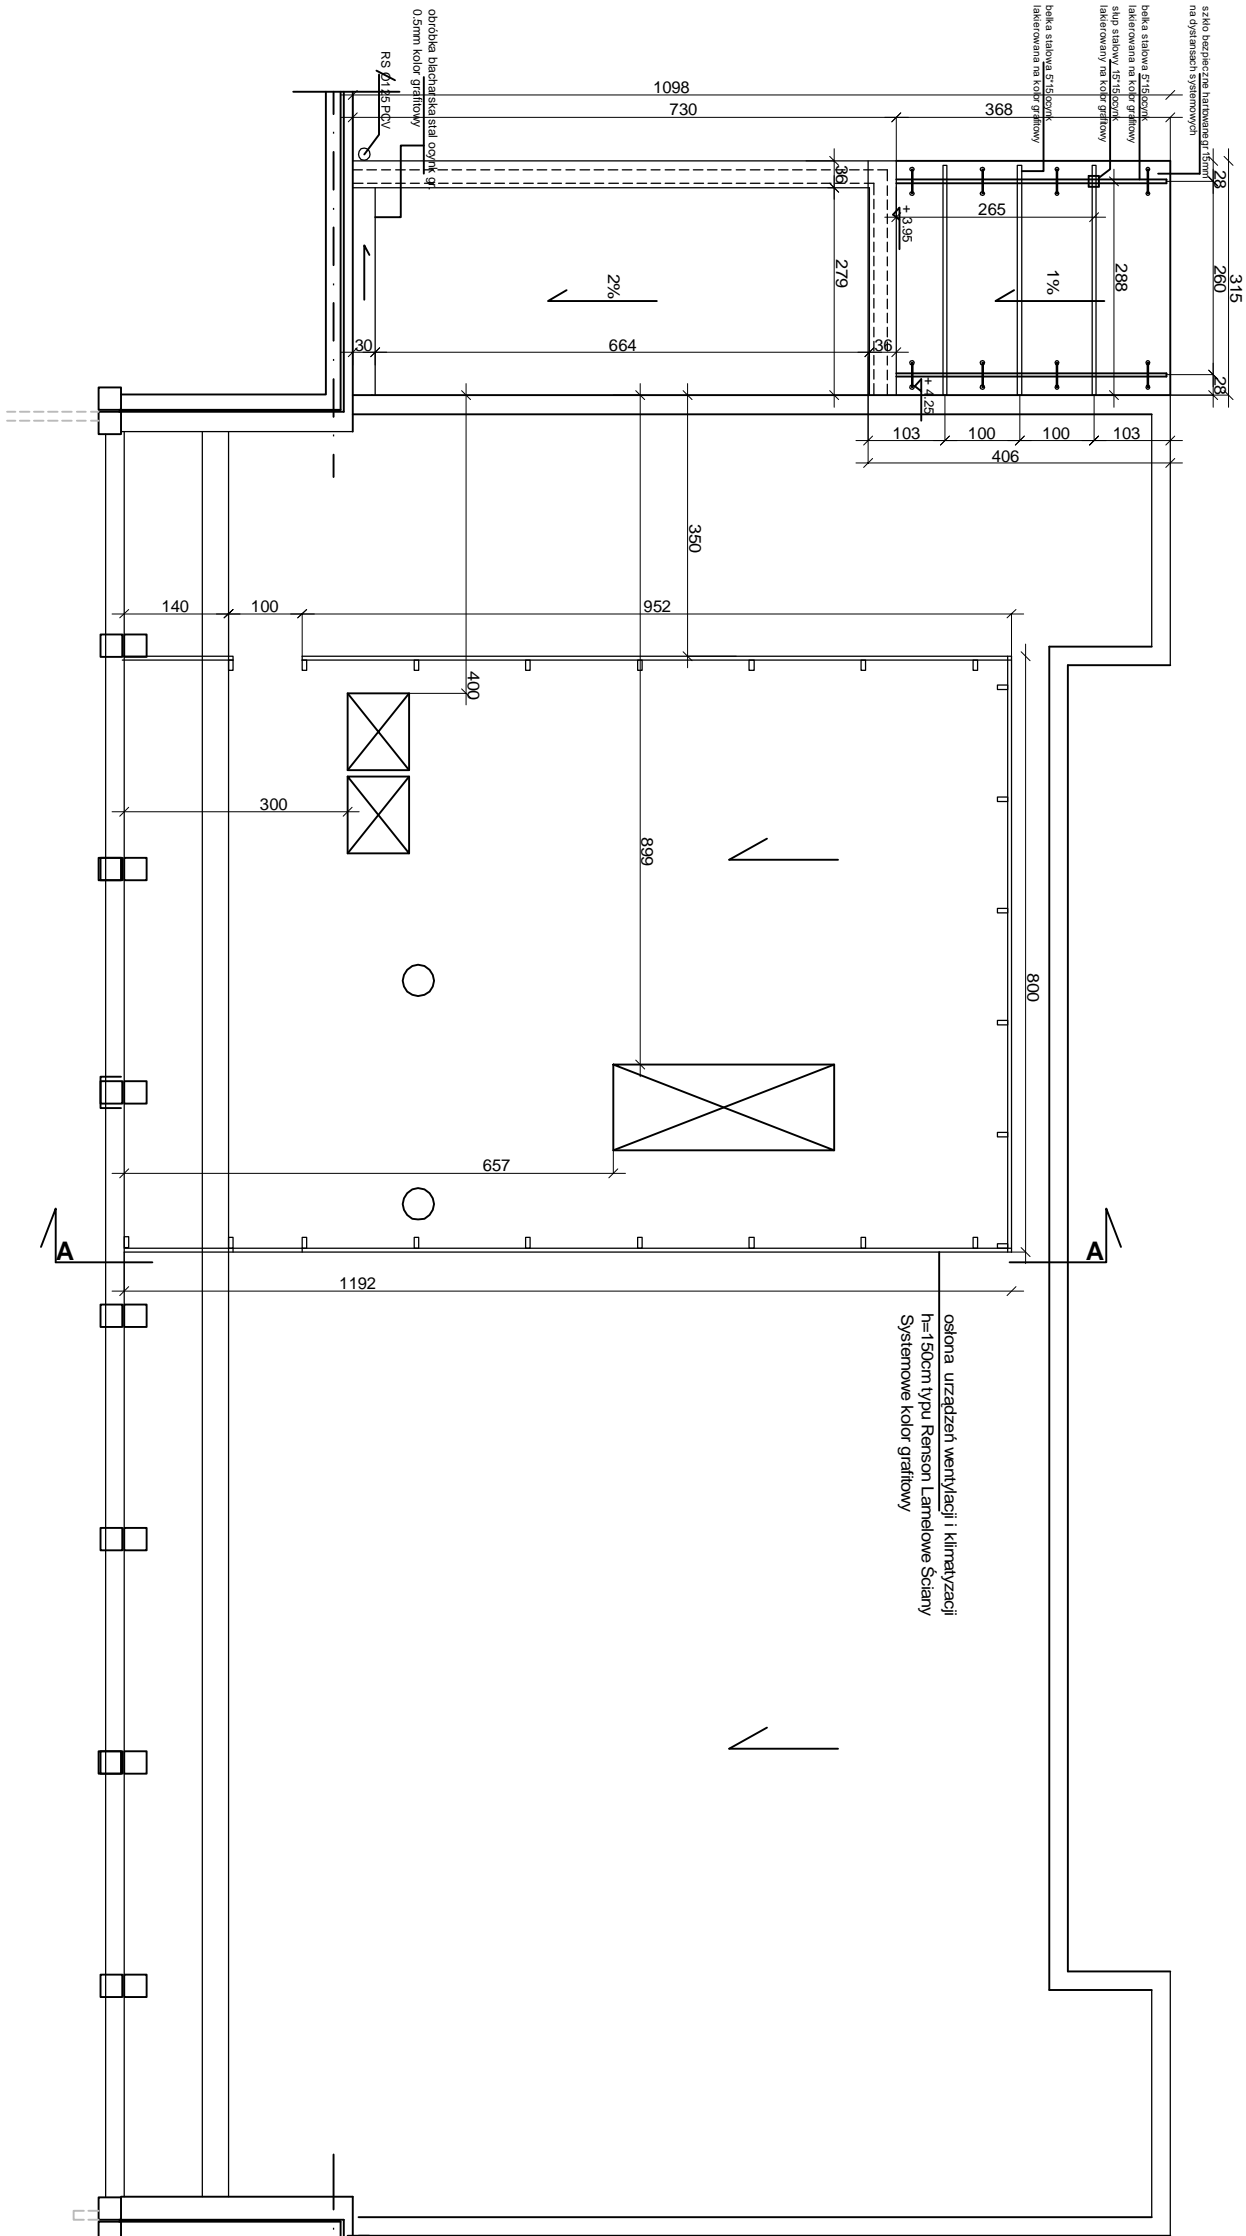 szkło bezpieczne hartowane gr 15mm
na dystansach systemowych
belka stalowa 5*15 ocynk
lakierowana na kolor grafitowy
słup stalowy 15*15 ocynk
lakierowany na kolor grafitowy
belka stalowa 5*15 ocynk
lakierowana na kolor grafitowy
obróbka blacharska stal ocynk gr.
0.5mm kolor grafitowy
RS Ø125 PCV
1098
730
368
28
260
28
315
36
279
265
288
+ 3.95
+ 4.25
2%
1%
30
664
36
103
100
100
103
406
350
140
100
952
400
300
899
800
657
A
A
1192
osłona urządzeń wentylacji i klimatyzacji
h=150cm typu Renson Lamelowe Ściany
Systemowe kolor grafitowy